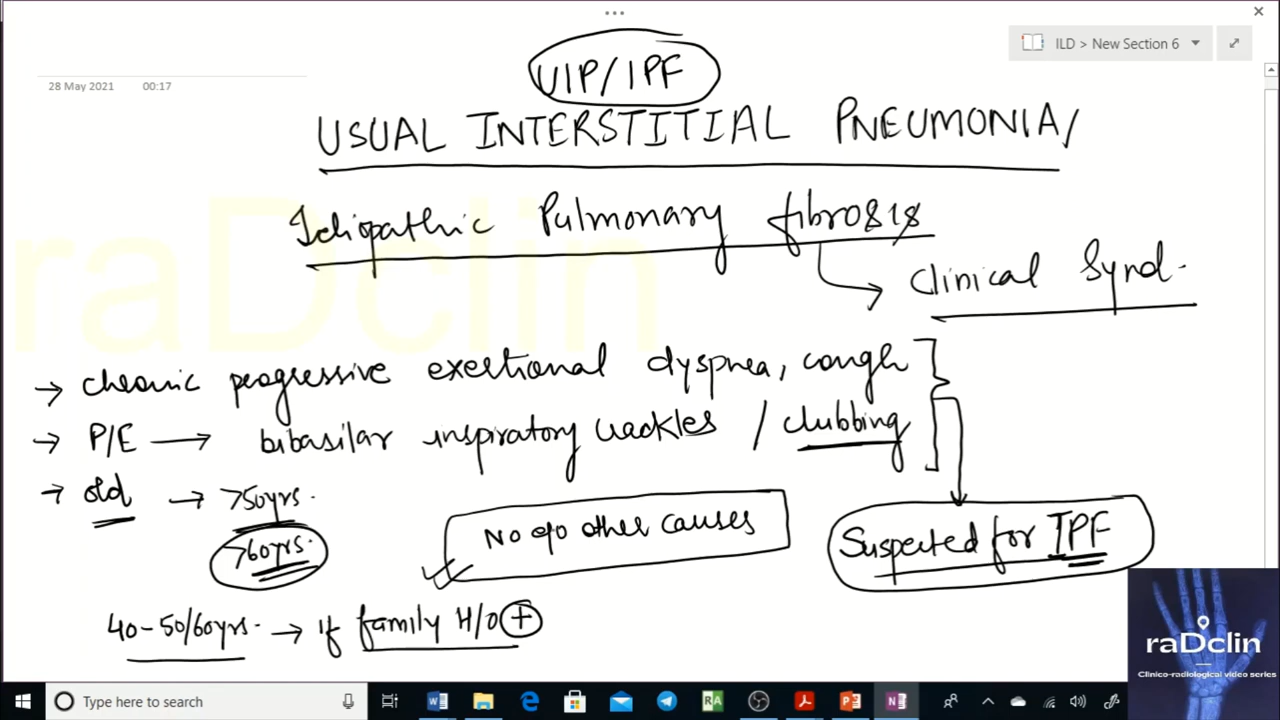 ILD > New Section 6
28 May 2021 00:17
UIP/IPF
USUAL INTERSTITIAL PNEUMONIA/
Idiopathic Pulmonary fibrosis
Clinical Synd.
raDclin
→ chronic progressive exertional dyspnea, cough
→ P/E → bibasilar inspiratory crackles / clubbing
→ old → >50yrs.
>60yrs.
No e/o other causes
Suspected for IPF
40-50/60yrs. → if family H/O +
raDclin
Clinico-radiological video series
Type here to search